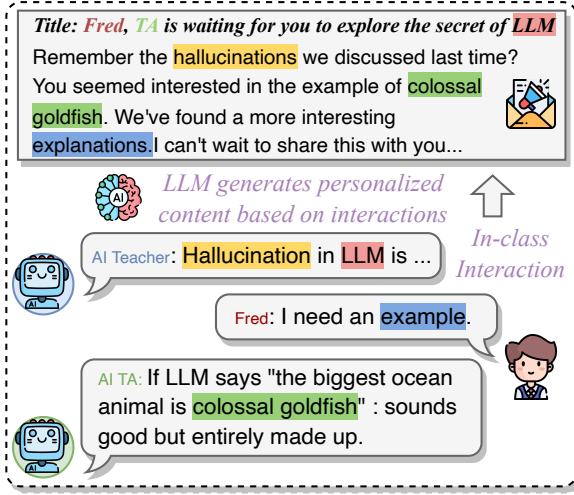 Title: Fred, TA is waiting for you to explore the secret of LLM
Remember the hallucinations we discussed last time?
You seemed interested in the example of colossal
goldfish. We've found a more interesting
explanations.I can't wait to share this with you...
AI
LLM generates personalized
content based on interactions
In-class
Interaction
AI Teacher: Hallucination in LLM is ...
AI
Fred: I need an example.
AI TA: If LLM says "the biggest ocean
animal is colossal goldfish" : sounds
good but entirely made up.
AI